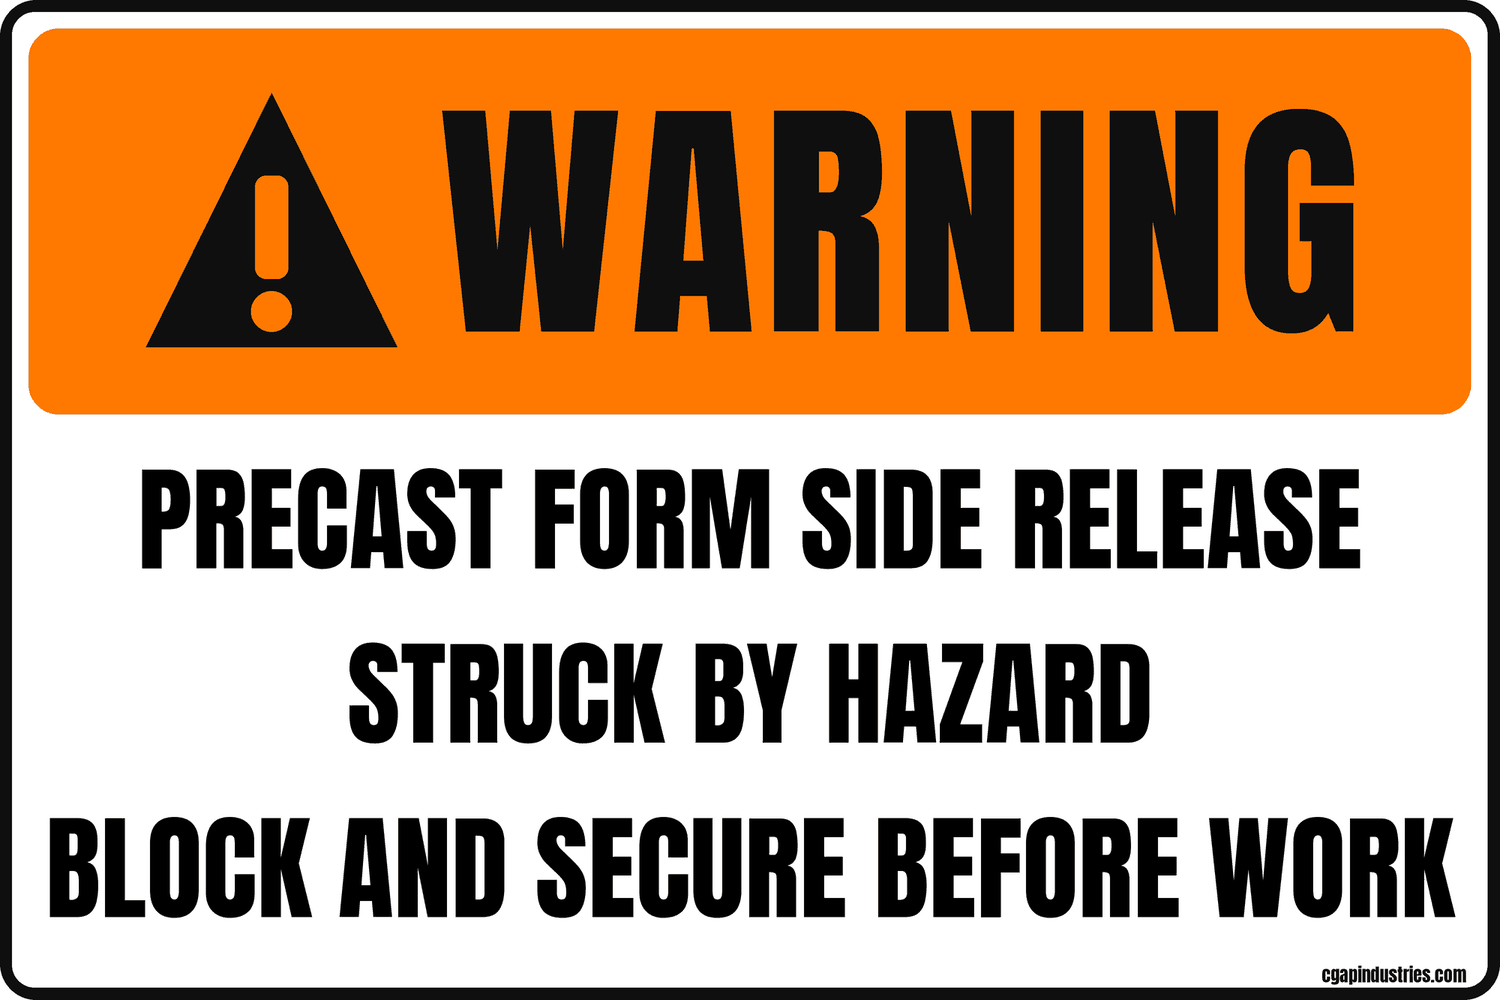 WARNING
PRECAST FORM SIDE RELEASE
STRUCK BY HAZARD
BLOCK AND SECURE BEFORE WORK
cgapindustries.com